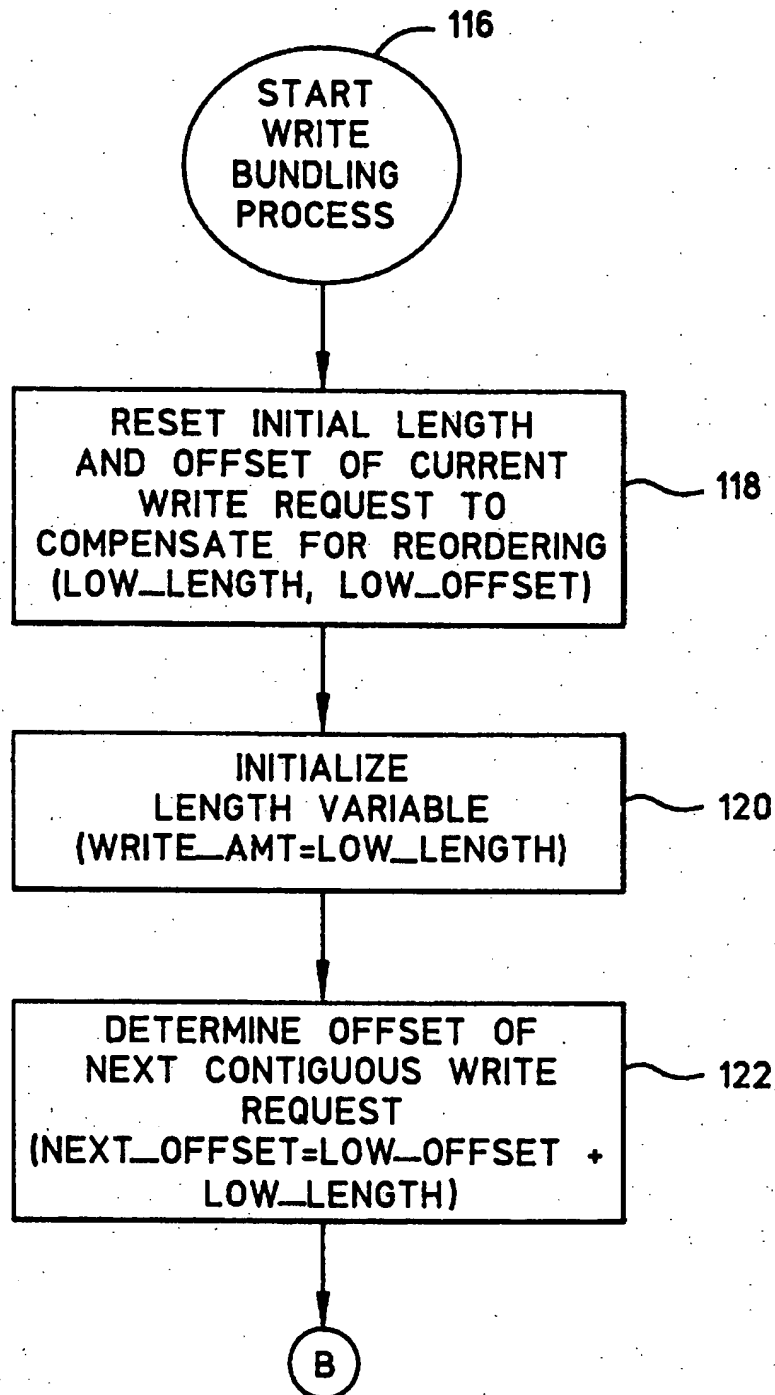 116
START
WRITE
BUNDLING
PROCESS
RESET INITIAL LENGTH
AND OFFSET OF CURRENT
WRITE REQUEST TO
COMPENSATE FOR REORDERING
(LOW_LENGTH, LOW_OFFSET)
118
INITIALIZE
LENGTH VARIABLE
(WRITE_AMT=LOW_LENGTH)
120
DETERMINE OFFSET OF
NEXT CONTIGUOUS WRITE
REQUEST
(NEXT_OFFSET=LOW_OFFSET +
LOW_LENGTH)
122
B